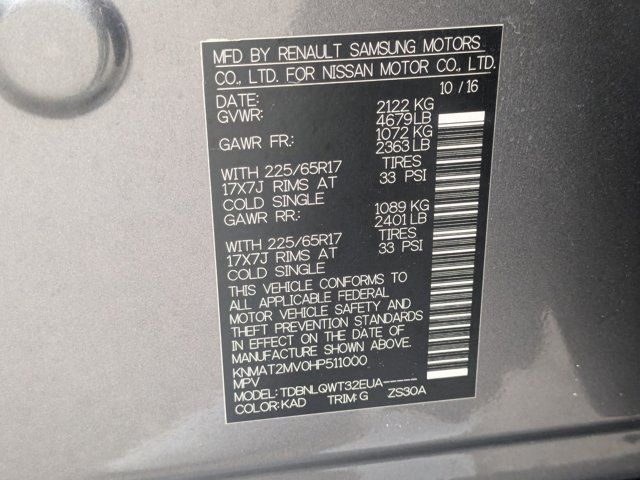 MFD BY RENAULT SAMSUNG MOTORS
CO., LTD. FOR NISSAN MOTOR CO., LTD.
DATE: 10 / 16
GVWR: 2122 KG
4679 LB
GAWR FR: 1072 KG
2363 LB
WITH 225/65R17 TIRES
17X7J RIMS AT 33 PSI
COLD SINGLE
GAWR RR: 1089 KG
2401 LB
WITH 225/65R17 TIRES
17X7J RIMS AT 33 PSI
COLD SINGLE
THIS VEHICLE CONFORMS TO
ALL APPLICABLE FEDERAL
MOTOR VEHICLE SAFETY AND
THEFT PREVENTION STANDARDS
IN EFFECT ON THE DATE OF
MANUFACTURE SHOWN ABOVE.
KNMAT2MV0HP511000
MPV
MODEL: TDBNLQWT32EUA-----
COLOR: KAD TRIM: G ZS30A